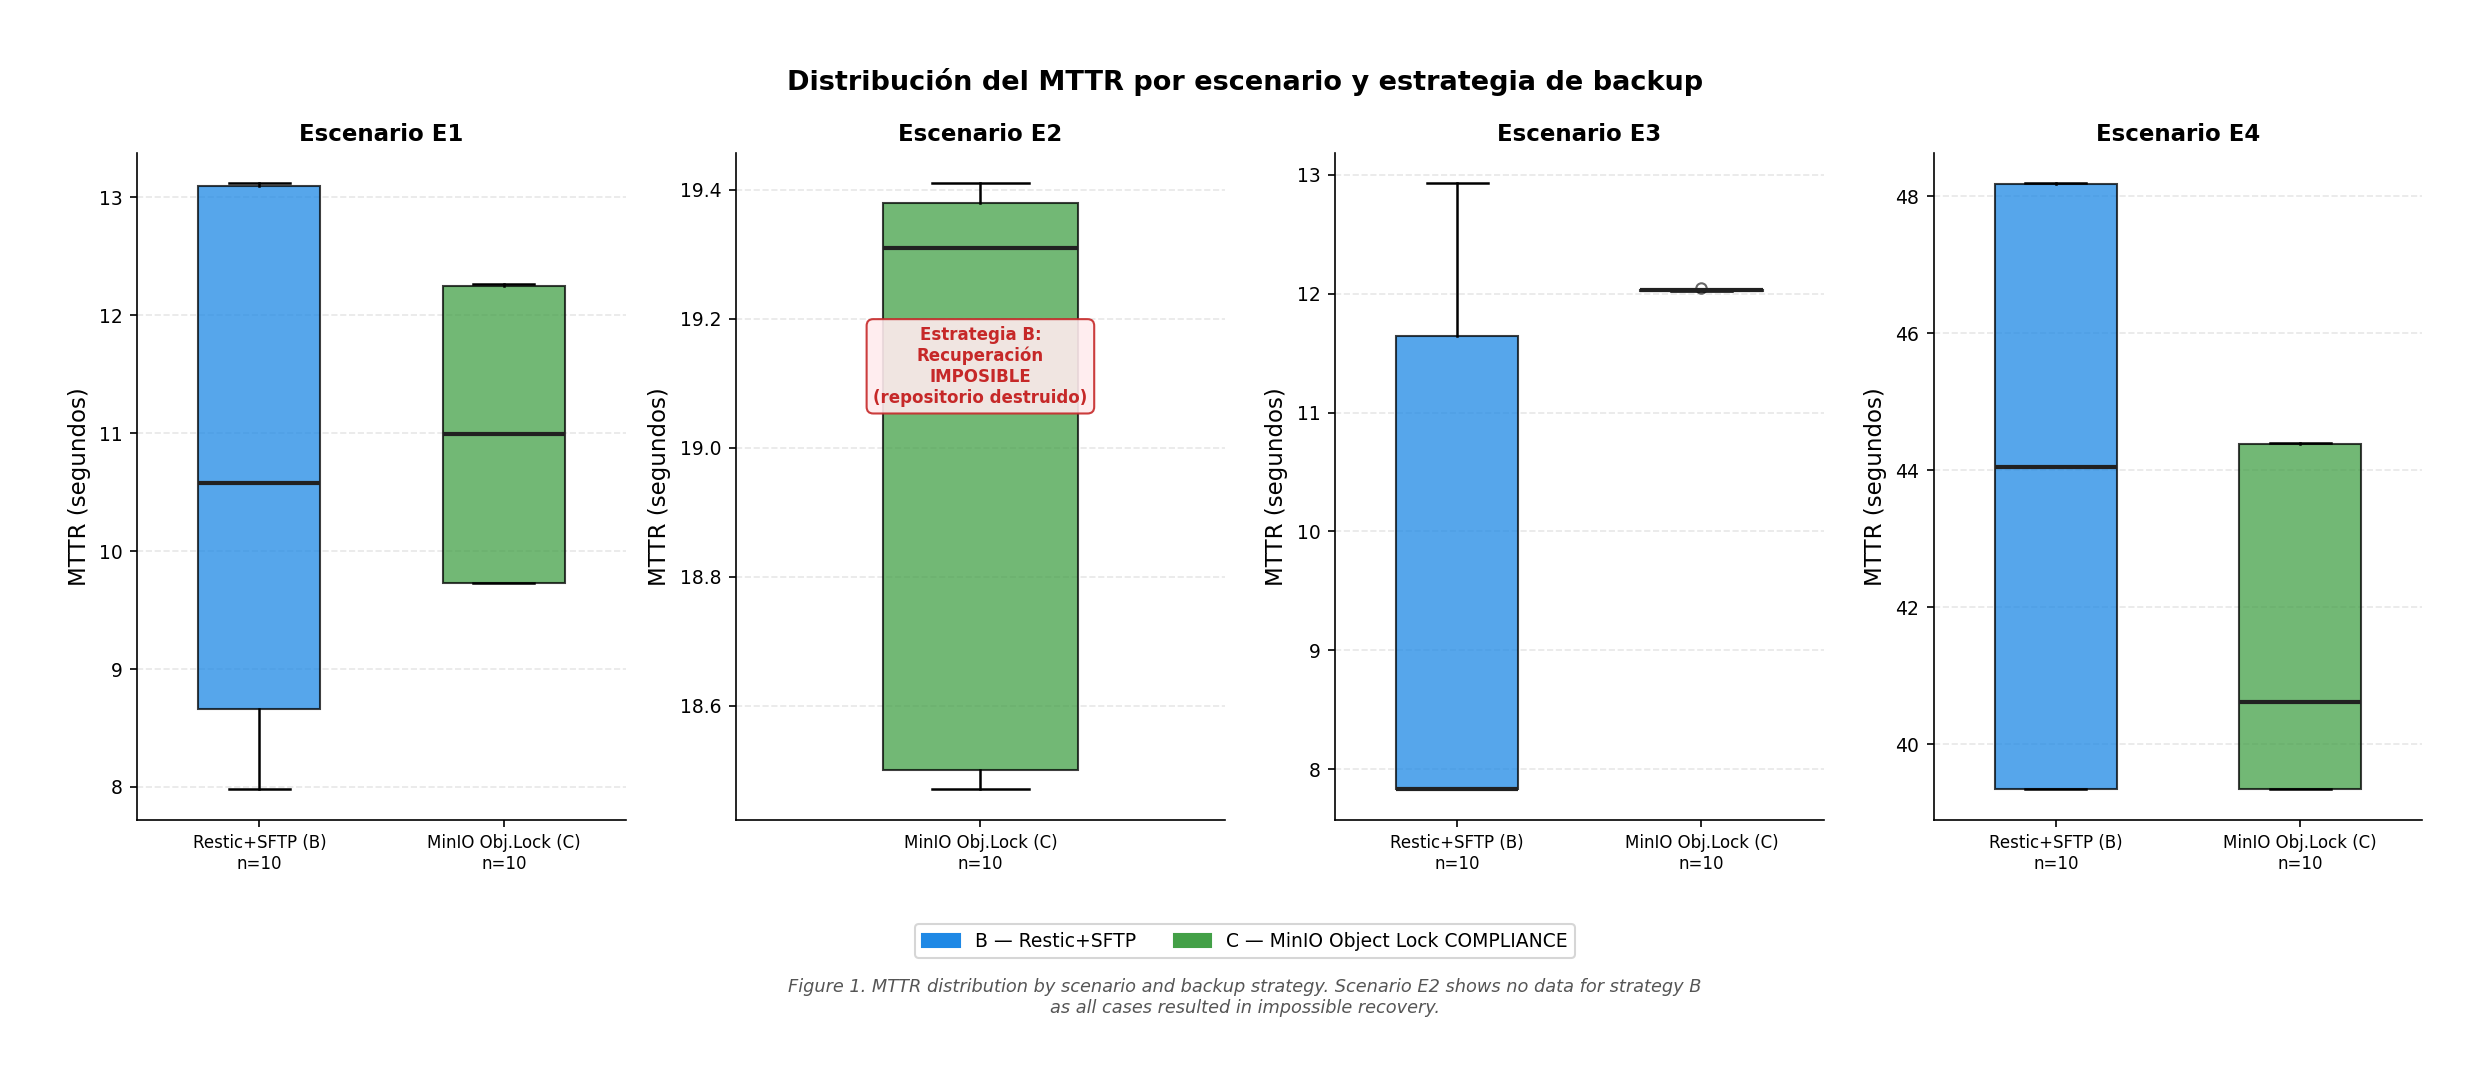 Distribución del MTTR por escenario y estrategia de backup
Escenario E1
MTTR (segundos)
13
12
11
10
9
8
Restic+SFTP (B)
n=10
MinIO Obj.Lock (C)
n=10
Escenario E2
MTTR (segundos)
19.4
19.2
19.0
18.8
18.6
Estrategia B:
Recuperación
IMPOSIBLE
(repositorio destruido)
MinIO Obj.Lock (C)
n=10
Escenario E3
MTTR (segundos)
13
12
11
10
9
8
Restic+SFTP (B)
n=10
MinIO Obj.Lock (C)
n=10
Escenario E4
MTTR (segundos)
48
46
44
42
40
Restic+SFTP (B)
n=10
MinIO Obj.Lock (C)
n=10
B — Restic+SFTP
C — MinIO Object Lock COMPLIANCE
Figure 1. MTTR distribution by scenario and backup strategy. Scenario E2 shows no data for strategy B
as all cases resulted in impossible recovery.